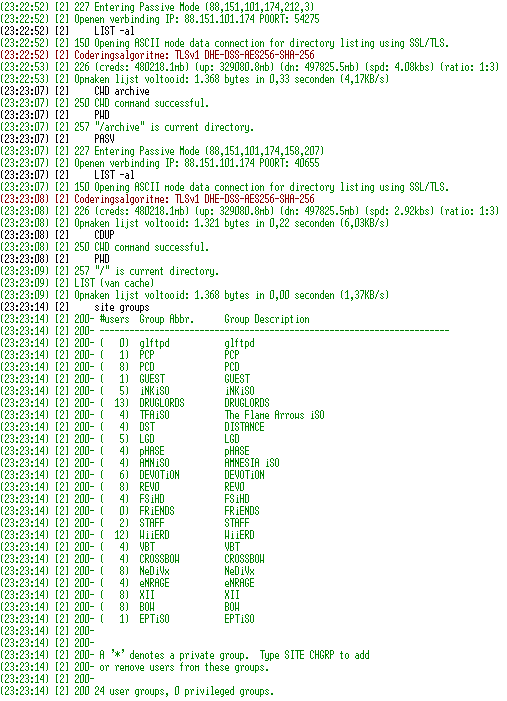 (23:22:52) [2] 227 Entering Passive Mode (88,151,101,174,212,3)
(23:22:52) [2] Openen verbinding IP: 88.151.101.174 POORT: 54275
(23:22:52) [2] LIST -al
(23:22:52) [2] 150 Opening ASCII mode data connection for directory listing using SSL/TLS.
(23:22:52) [2] Coderingsalgoritme: TLSv1 DHE-DSS-AES256-SHA-256
(23:22:53) [2] 226 (creds: 480218.1mb) (up: 329080.8mb) (dn: 497825.5mb) (spd: 4.08kbs) (ratio: 1:3)
(23:22:53) [2] Opmaken lijst voltooid: 1.368 bytes in 0,33 seconden (4,17KB/s)
(23:23:07) [2] CWD archive
(23:23:07) [2] 250 CWD command successful.
(23:23:07) [2] PWD
(23:23:07) [2] 257 "/archive" is current directory.
(23:23:07) [2] PASV
(23:23:07) [2] 227 Entering Passive Mode (88,151,101,174,158,207)
(23:23:07) [2] Openen verbinding IP: 88.151.101.174 POORT: 40655
(23:23:07) [2] LIST -al
(23:23:07) [2] 150 Opening ASCII mode data connection for directory listing using SSL/TLS.
(23:23:08) [2] Coderingsalgoritme: TLSv1 DHE-DSS-AES256-SHA-256
(23:23:08) [2] 226 (creds: 480218.1mb) (up: 329080.8mb) (dn: 497825.5mb) (spd: 2.92kbs) (ratio: 1:3)
(23:23:08) [2] Opmaken lijst voltooid: 1.321 bytes in 0,22 seconden (6,03KB/s)
(23:23:08) [2] CDUP
(23:23:08) [2] 250 CWD command successful.
(23:23:08) [2] PWD
(23:23:09) [2] 257 "/" is current directory.
(23:23:09) [2] LIST (van cache)
(23:23:09) [2] Opmaken lijst voltooid: 1.368 bytes in 0,00 seconden (1,37KB/s)
(23:23:14) [2] site groups
(23:23:14) [2] 200- #users Group Abbr. Group Description
(23:23:14) [2] 200- ----------------------------------------------------------------------
(23:23:14) [2] 200- ( 0) glftpd glftpd
(23:23:14) [2] 200- ( 1) PCP PCP
(23:23:14) [2] 200- ( 8) PCD PCD
(23:23:14) [2] 200- ( 1) GUEST GUEST
(23:23:14) [2] 200- ( 5) iNKiSO iNKiSO
(23:23:14) [2] 200- ( 13) DRUGLORDS DRUGLORDS
(23:23:14) [2] 200- ( 4) TFAiSO The Flame Arrows iSO
(23:23:14) [2] 200- ( 4) DST DISTANCE
(23:23:14) [2] 200- ( 5) LGD LGD
(23:23:14) [2] 200- ( 4) pHASE pHASE
(23:23:14) [2] 200- ( 4) AMNiSO AMNESIA iSO
(23:23:14) [2] 200- ( 6) DEVOTiON DEVOTiON
(23:23:14) [2] 200- ( 8) REVO REVO
(23:23:14) [2] 200- ( 4) FSiHD FSiHD
(23:23:14) [2] 200- ( 0) FRiENDS FRiENDS
(23:23:14) [2] 200- ( 2) STAFF STAFF
(23:23:14) [2] 200- ( 12) WiiERD WiiERD
(23:23:14) [2] 200- ( 4) VBT VBT
(23:23:14) [2] 200- ( 4) CROSSBOW CROSSBOW
(23:23:14) [2] 200- ( 8) NeDiVx NeDiVx
(23:23:14) [2] 200- ( 4) eNRAGE eNRAGE
(23:23:14) [2] 200- ( 8) XII XII
(23:23:14) [2] 200- ( 8) BOW BOW
(23:23:14) [2] 200- ( 1) EPTiSO EPTiSO
(23:23:14) [2] 200-
(23:23:14) [2] 200-
(23:23:14) [2] 200- A '*' denotes a private group. Type SITE CHGRP to add
(23:23:14) [2] 200- or remove users from these groups.
(23:23:14) [2] 200-
(23:23:14) [2] 200 24 user groups, 0 privileged groups.